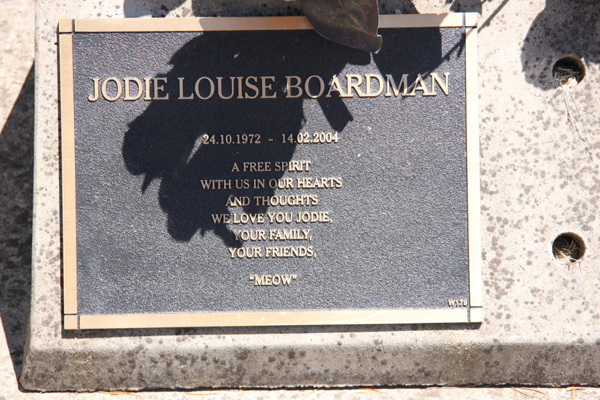 JODIE LOUISE BOARDMAN
24.10.1972 - 14.02.2004
A FREE SPIRIT
WITH US IN OUR HEARTS
AND THOUGHTS
WE LOVE YOU JODIE,
YOUR FAMILY,
YOUR FRIENDS,
"MEOW"
W179